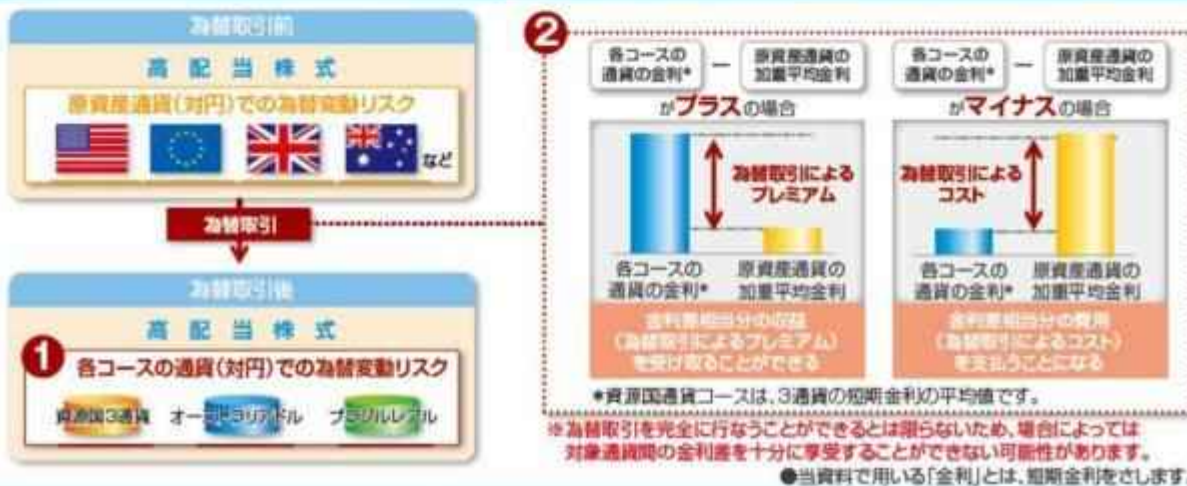 為替取引前
高配当株式
原資産通貨(対円)での為替変動リスク
など
為替取引
為替取引後
高配当株式
1
各コースの通貨(対円)での為替変動リスク
資源国3通貨
オーストラリアドル
ブラジルレアル
2
各コースの
通貨の金利*
ー
原資産通貨の
加重平均金利
がプラスの場合
為替取引による
プレミアム
各コースの
通貨の金利*
原資産通貨の
加重平均金利
金利差相当分の収益
(為替取引によるプレミアム)
を受け取ることができる
各コースの
通貨の金利*
ー
原資産通貨の
加重平均金利
がマイナスの場合
為替取引による
コスト
各コースの
通貨の金利*
原資産通貨の
加重平均金利
金利差相当分の費用
(為替取引によるコスト)
を支払うことになる
*資源国通貨コースは、3通貨の短期金利の平均値です。
※為替取引を完全に行なうことができるとは限らないため、場合によっては
対象通貨間の金利差を十分に享受することができない可能性があります。
●当資料で用いる「金利」とは、短期金利をさします。